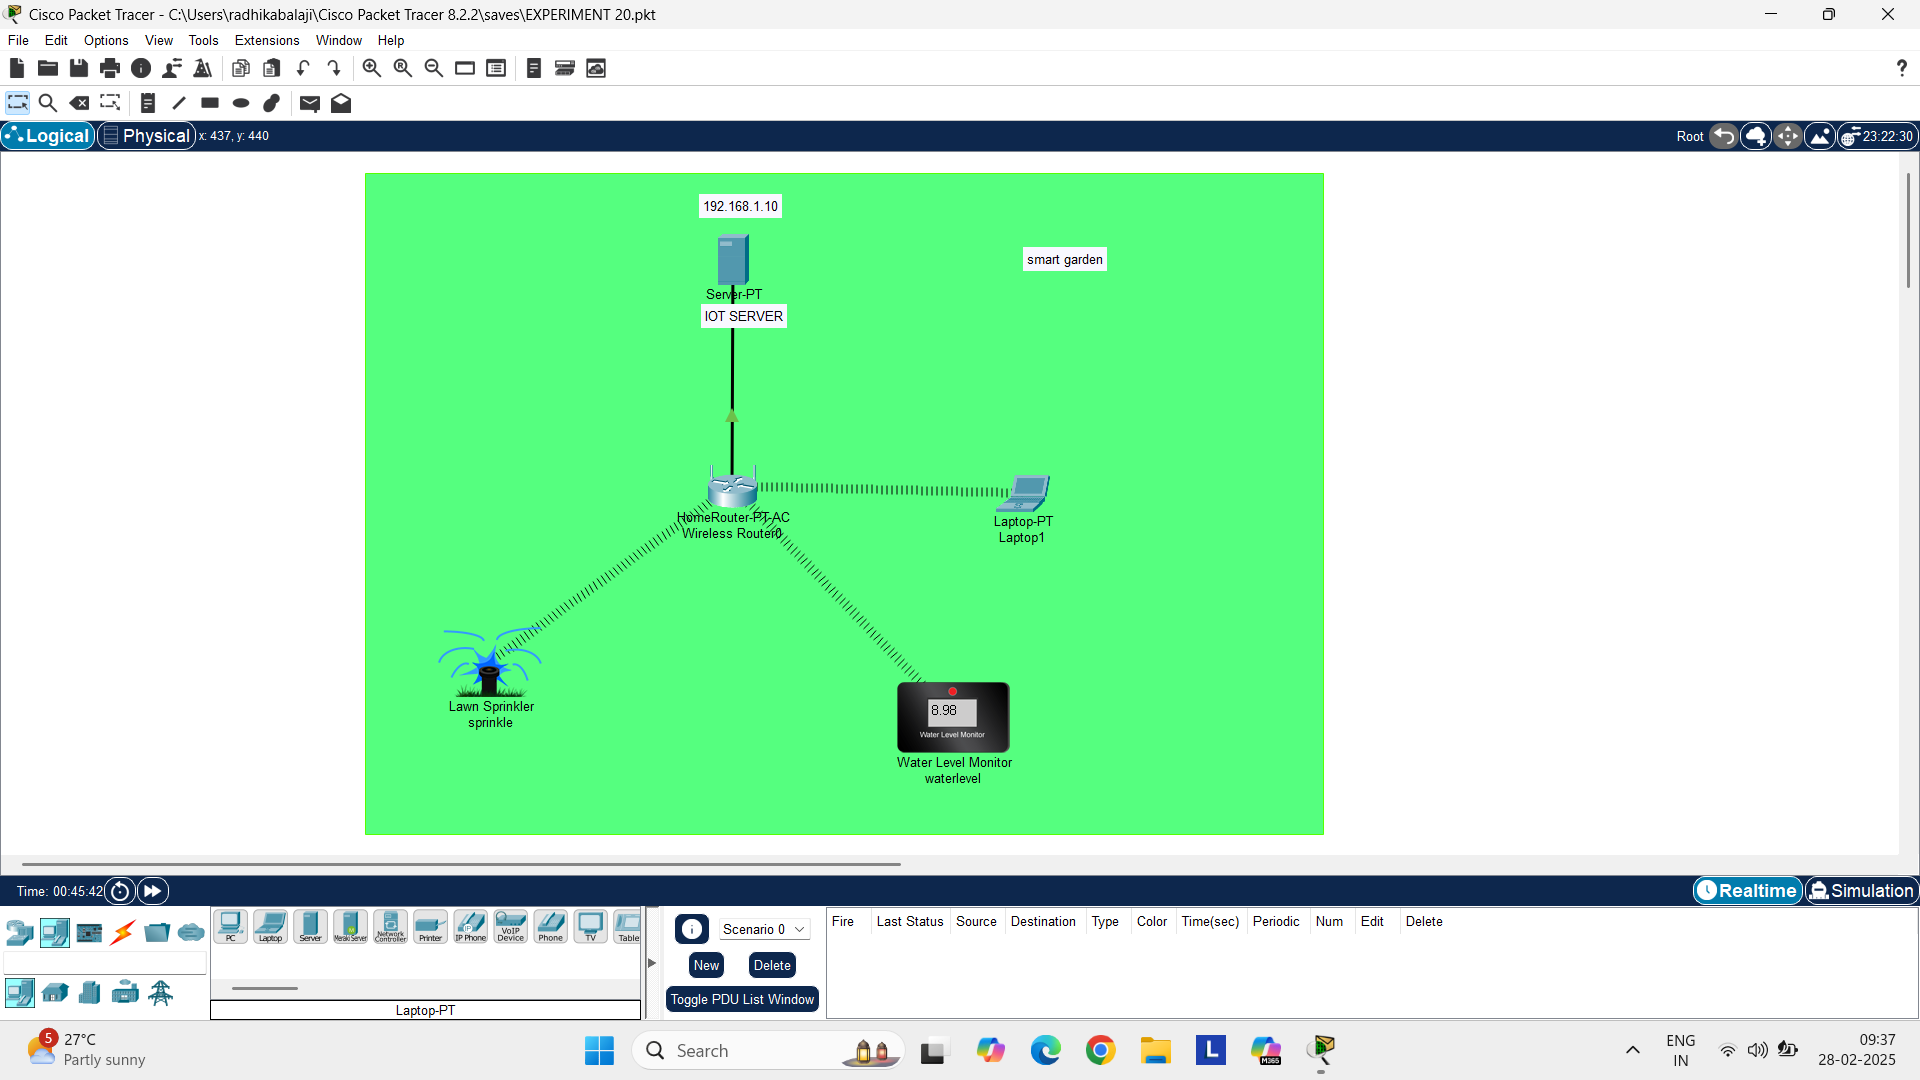 Cisco Packet Tracer - C:\Users\radhikabalaji\Cisco Packet Tracer 8.2.2\saves\EXPERIMENT 20.pkt
File Edit Options View Tools Extensions Window Help
?
Logical Physical x: 437, y: 440 Root 23:22:30
192.168.1.10
smart garden
Server-PT
IOT SERVER
HomeRouter-PT-AC
Wireless Router0
Laptop-PT
Laptop1
Lawn Sprinkler
sprinkle
8.98
Water Level Monitor
Water Level Monitor
waterlevel
Time: 00:45:42 Realtime Simulation
PC Laptop Server Meraki Server Network Controller Printer IP Phone VoIP Device Phone TV Table
Laptop-PT
Scenario 0
New Delete
Toggle PDU List Window
Fire Last Status Source Destination Type Color Time(sec) Periodic Num Edit Delete
5
27°C
Partly sunny
Search
L
M365
ENG
IN
09:37
28-02-2025